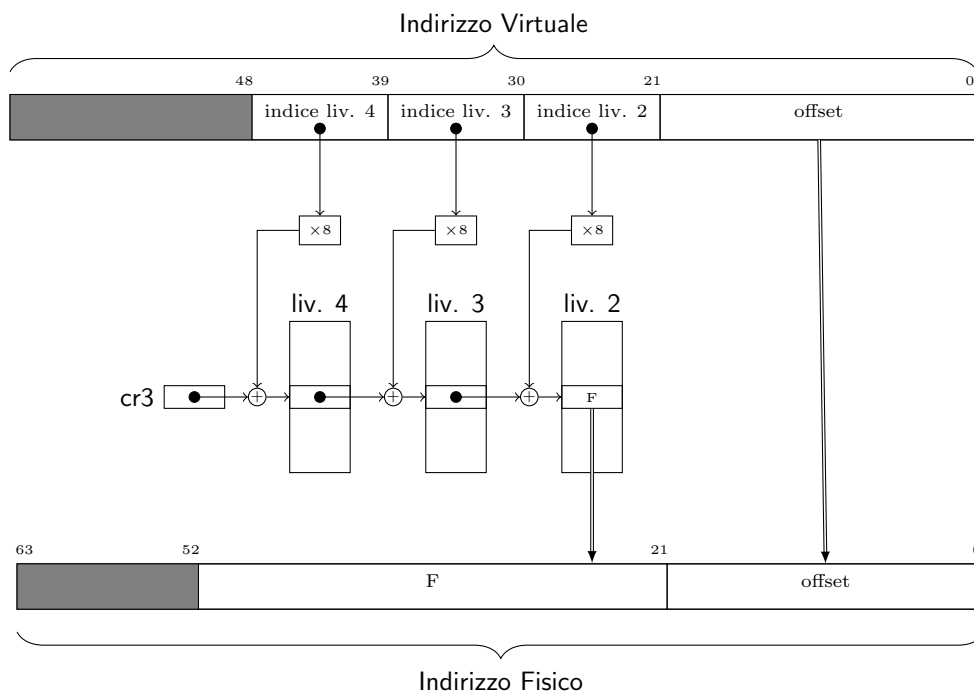 Indirizzo Virtuale
48 39 30 21 0
indice liv. 4 indice liv. 3 indice liv. 2 offset
×8 ×8 ×8
liv. 4 liv. 3 liv. 2
cr3 + + + F
63 52 21
F offset
Indirizzo Fisico